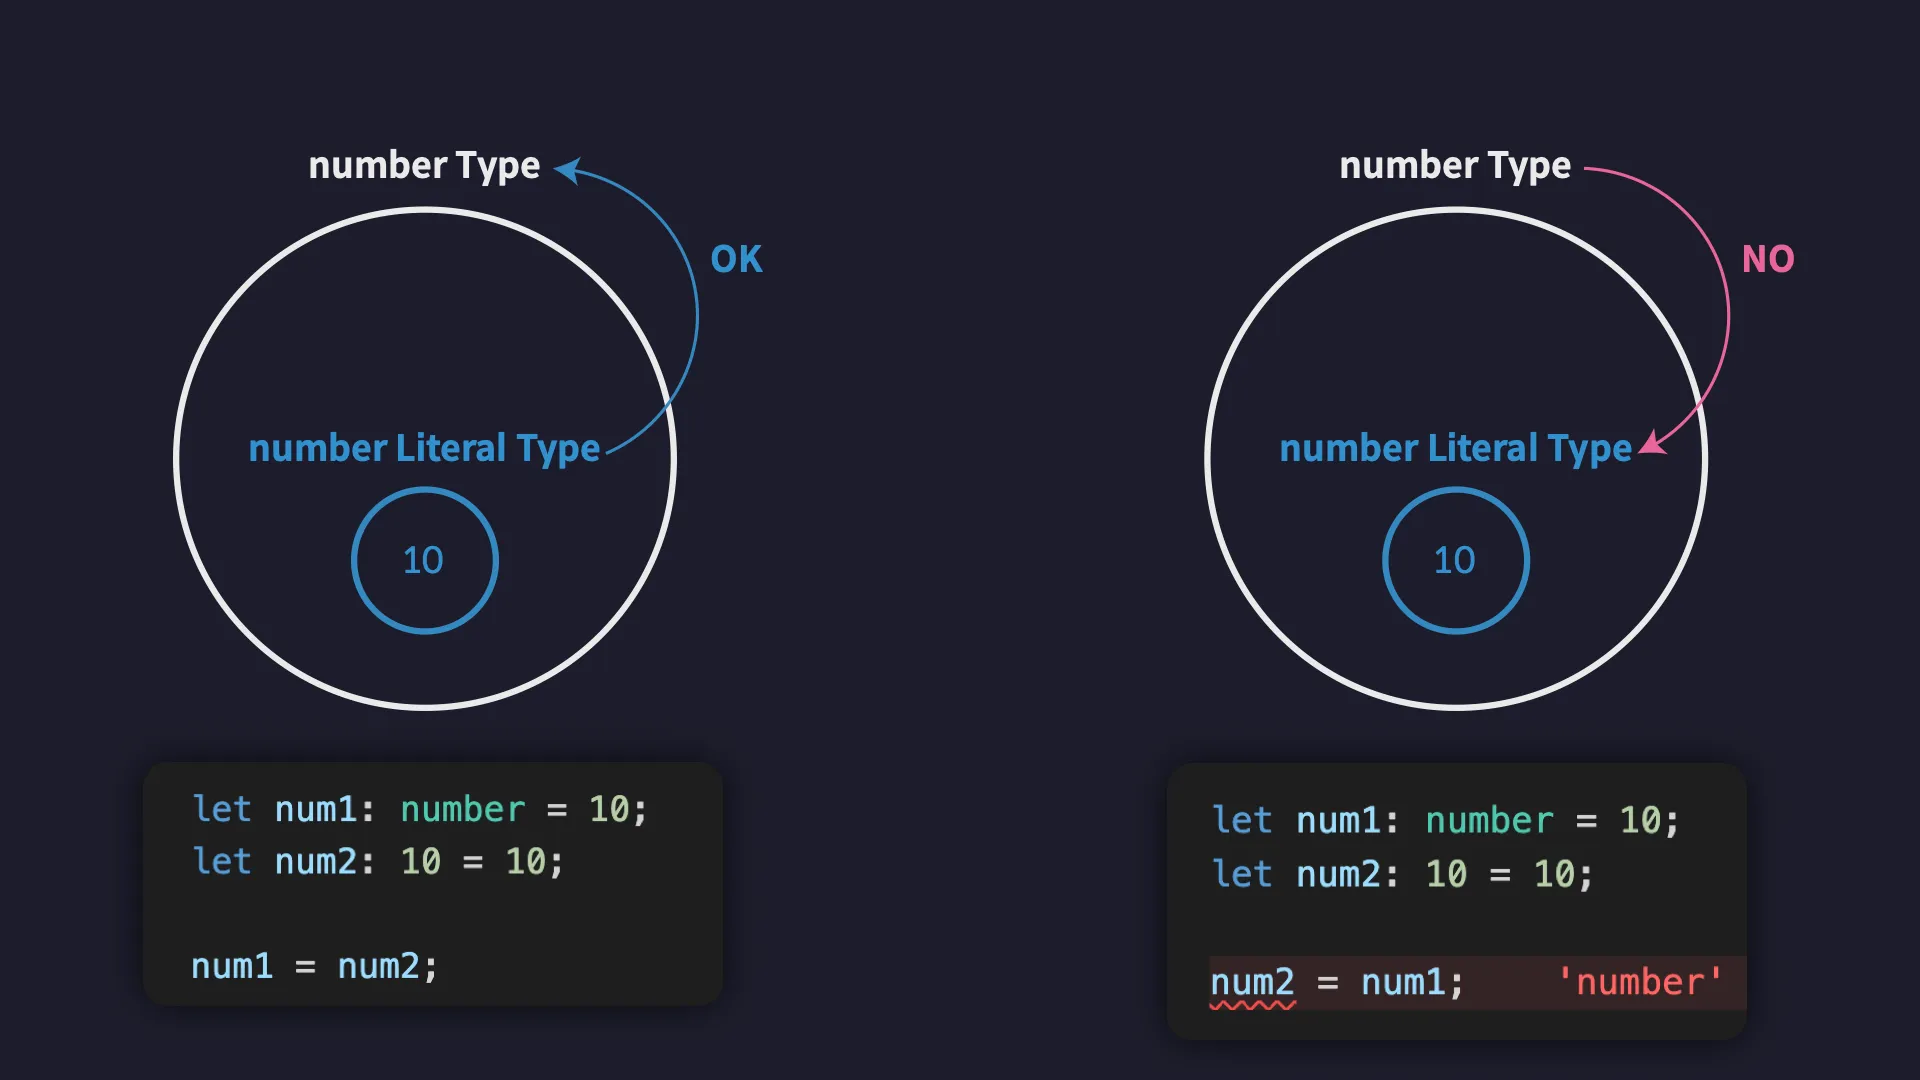 number Type
OK
number Literal Type
10
let num1: number = 10;
let num2: 10 = 10;
num1 = num2;
number Type
NO
number Literal Type
10
let num1: number = 10;
let num2: 10 = 10;
num2 = num1; 'number'